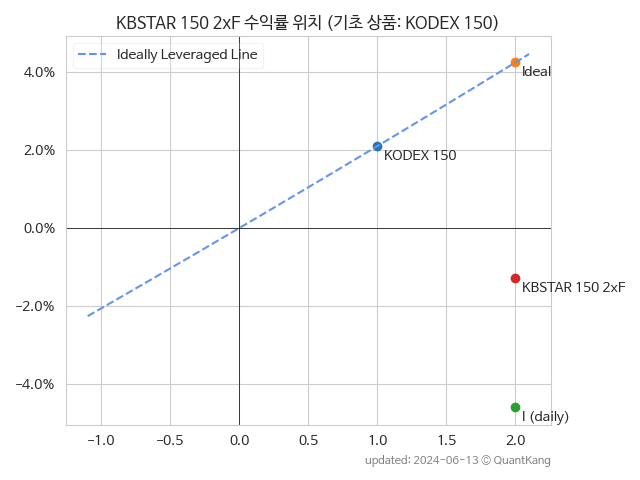 KBSTAR 150 2xF 수익률 위치 (기초 상품: KODEX 150)
Ideally Leveraged Line
4.0%
2.0%
0.0%
−2.0%
−4.0%
Ideal
KODEX 150
KBSTAR 150 2xF
I (daily)
−1.0
−0.5
0.0
0.5
1.0
1.5
2.0
updated: 2024-06-13 © QuantKang